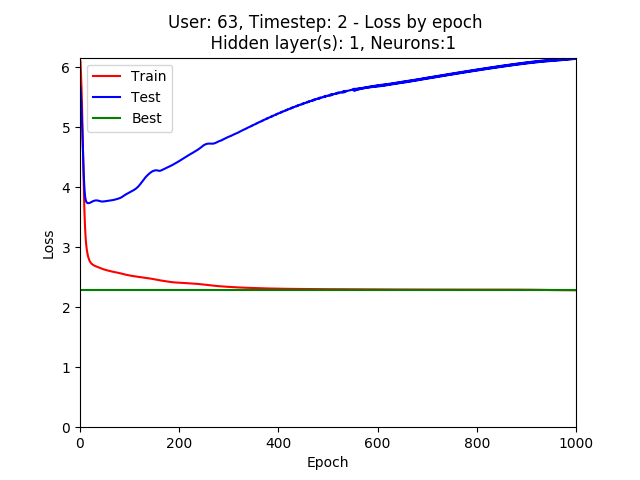 User: 63, Timestep: 2 - Loss by epoch
Hidden layer(s): 1, Neurons:1
Train
Test
Best
6
5
4
3
2
1
0
Loss
0 200 400 600 800 1000
Epoch